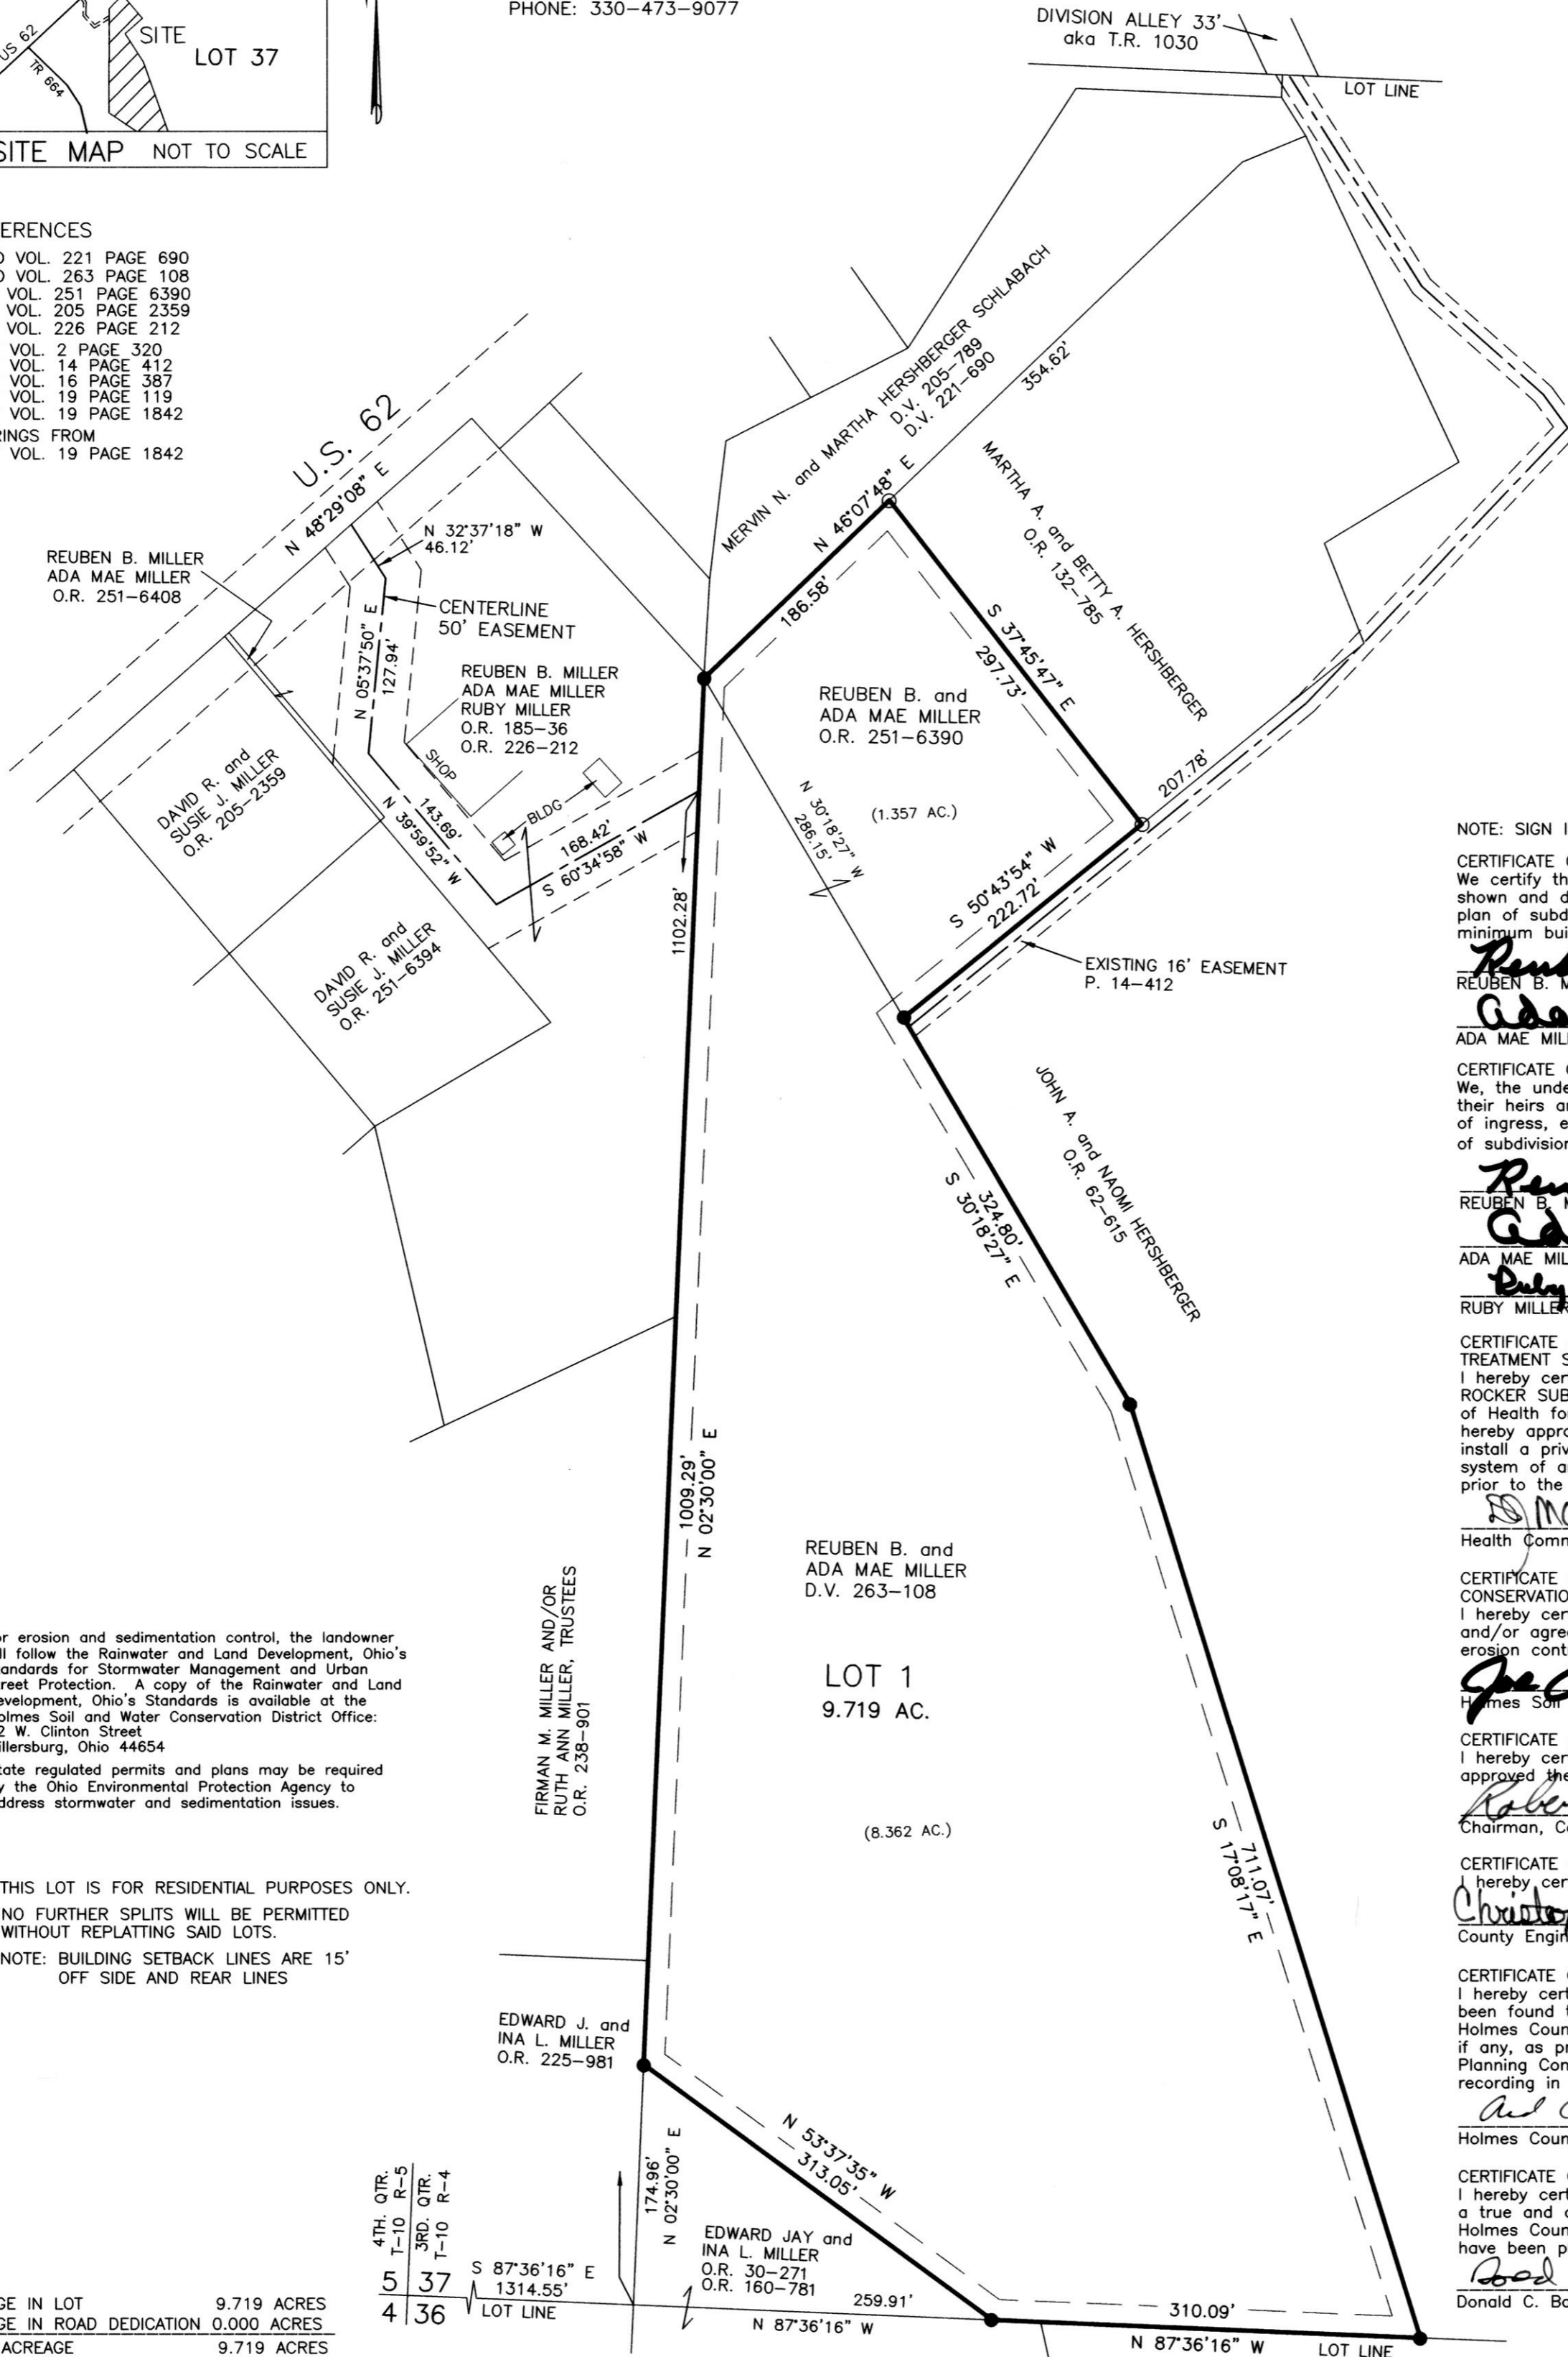 PHONE: 330-473-9077
US 62
TR 664
SITE
LOT 37
SITE MAP NOT TO SCALE
DIVISION ALLEY 33'
aka T.R. 1030
LOT LINE
ERENCES
VOL. 221 PAGE 690
VOL. 263 PAGE 108
VOL. 251 PAGE 6390
VOL. 205 PAGE 2359
VOL. 226 PAGE 212
VOL. 2 PAGE 320
VOL. 14 PAGE 412
VOL. 16 PAGE 387
VOL. 19 PAGE 119
VOL. 19 PAGE 1842
RINGS FROM
VOL. 19 PAGE 1842
U.S. 62
N 48°29'08" E
N 32°37'18" W
46.12'
REUBEN B. MILLER
ADA MAE MILLER
O.R. 251-6408
CENTERLINE
50' EASEMENT
N 05°37'50" E
127.94'
REUBEN B. MILLER
ADA MAE MILLER
RUBY MILLER
O.R. 185-36
O.R. 226-212
SHOP
BLDG
143.69'
N 39°59'52" W
168.42'
S 60°34'58" W
DAVID R. and
SUSIE J. MILLER
O.R. 205-2359
DAVID R. and
SUSIE J. MILLER
O.R. 251-6394
MERVIN N. and MARTHA HERSHBERGER SCHLABACH
D.V. 205-789
D.V. 221-690
354.62'
N 46°07'48" E
186.58'
MARTHA A. and BETTY A. HERSHBERGER
O.R. 132-785
S 37°45'47" E
297.73'
REUBEN B. and
ADA MAE MILLER
O.R. 251-6390
(1.357 AC.)
207.78'
N 30°18'27" W
286.15'
S 50°43'54" W
222.72'
1102.28'
EXISTING 16' EASEMENT
P. 14-412
JOHN A. and NAOMI HERSHBERGER
O.R. 62-615
324.80'
S 30°18'27" E
1009.29'
N 02°30'00" E
REUBEN B. and
ADA MAE MILLER
D.V. 263-108
LOT 1
9.719 AC.
(8.362 AC.)
FIRMAN M. MILLER AND/OR
RUTH ANN MILLER, TRUSTEES
O.R. 238-901
711.07'
S 17°08'17" E
or erosion and sedimentation control, the landowner
ll follow the Rainwater and Land Development, Ohio's
andards for Stormwater Management and Urban
reet Protection. A copy of the Rainwater and Land
evelopment, Ohio's Standards is available at the
olmes Soil and Water Conservation District Office:
2 W. Clinton Street
illersburg, Ohio 44654
tate regulated permits and plans may be required
y the Ohio Environmental Protection Agency to
ddress stormwater and sedimentation issues.
THIS LOT IS FOR RESIDENTIAL PURPOSES ONLY.
NO FURTHER SPLITS WILL BE PERMITTED
WITHOUT REPLATTING SAID LOTS.
NOTE: BUILDING SETBACK LINES ARE 15'
OFF SIDE AND REAR LINES
EDWARD J. and
INA L. MILLER
O.R. 225-981
N 53°37'35" W
313.05'
174.96'
N 02°30'00" E
4TH. QTR.
T-10 R-5
3RD. QTR.
T-10 R-4
5 37
4 36
S 87°36'16" E
1314.55'
LOT LINE
EDWARD JAY and
INA L. MILLER
O.R. 30-271
O.R. 160-781
259.91'
N 87°36'16" W
310.09'
N 87°36'16" W LOT LINE
GE IN LOT 9.719 ACRES
GE IN ROAD DEDICATION 0.000 ACRES
ACREAGE 9.719 ACRES
NOTE: SIGN I
CERTIFICATE
We certify th
shown and d
plan of subd
minimum bui
REUBEN B. M
ADA MAE MIL
CERTIFICATE
We, the unde
their heirs a
of ingress, e
of subdivision
REUBEN B. M
ADA MAE MIL
Ruby
RUBY MILLER
CERTIFICATE
TREATMENT S
I hereby cer
ROCKER SUB
of Health fo
hereby appro
install a priv
system of a
prior to the
Health Comm
CERTIFICATE
CONSERVATIO
I hereby cer
and/or agre
erosion cont
Joe
Holmes Soil
CERTIFICATE
I hereby cer
approved the
Rober
Chairman, C
CERTIFICATE
I hereby cer
Christop
County Engin
CERTIFICATE
I hereby cert
been found t
Holmes Coun
if any, as pr
Planning Con
recording in
Holmes Coun
CERTIFICATE
I hereby cert
a true and c
Holmes Coun
have been p
Donald C. Bo